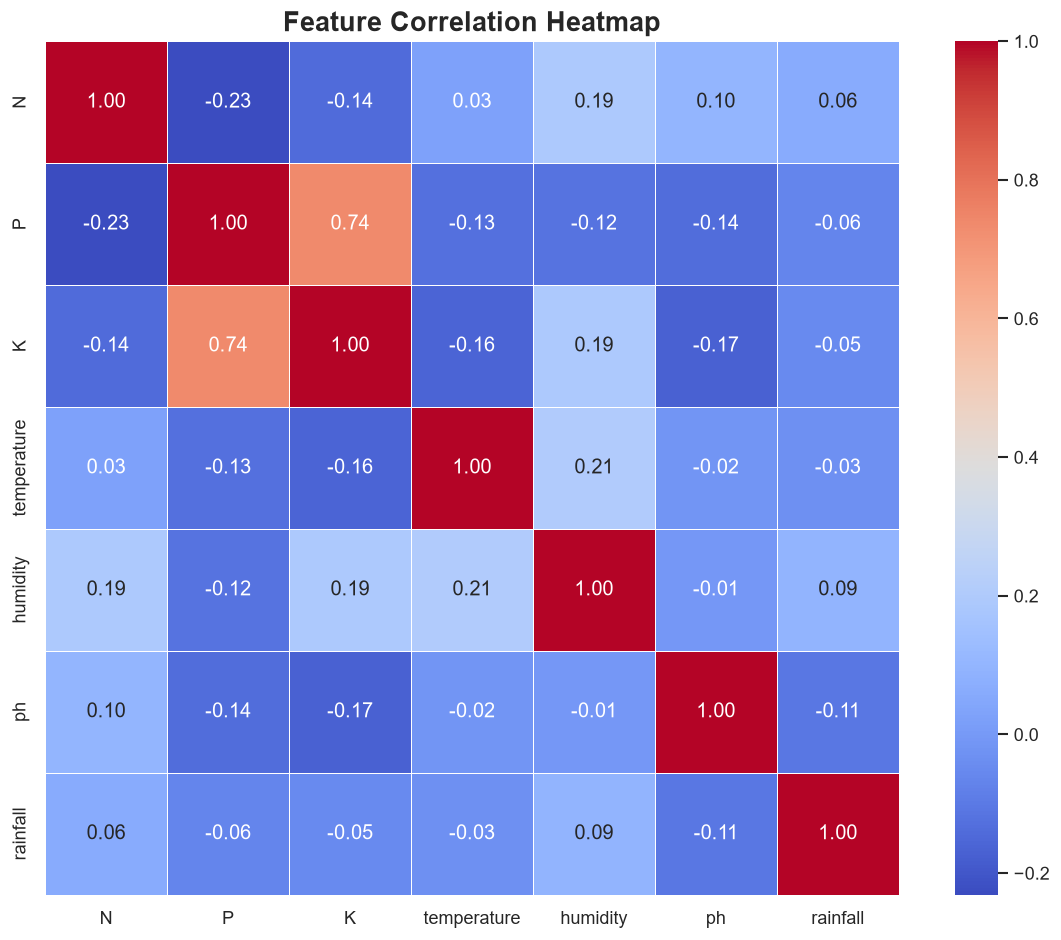 Feature Correlation Heatmap
N 1.00 -0.23 -0.14 0.03 0.19 0.10 0.06
P -0.23 1.00 0.74 -0.13 -0.12 -0.14 -0.06
K -0.14 0.74 1.00 -0.16 0.19 -0.17 -0.05
temperature 0.03 -0.13 -0.16 1.00 0.21 -0.02 -0.03
humidity 0.19 -0.12 0.19 0.21 1.00 -0.01 0.09
ph 0.10 -0.14 -0.17 -0.02 -0.01 1.00 -0.11
rainfall 0.06 -0.06 -0.05 -0.03 0.09 -0.11 1.00
N P K temperature humidity ph rainfall
1.0
0.8
0.6
0.4
0.2
0.0
−0.2